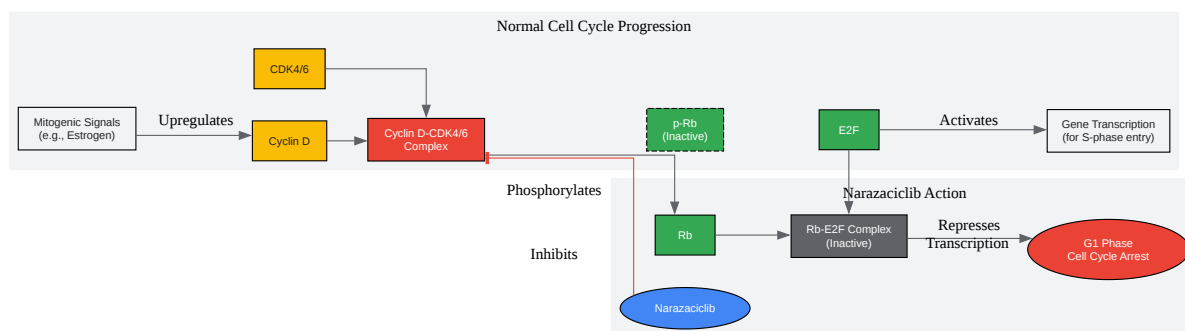 Normal Cell Cycle Progression
CDK4/6
Mitogenic Signals
(e.g., Estrogen)
Upregulates
Cyclin D
Cyclin D-CDK4/6
Complex
p-Rb
(Inactive)
E2F
Activates
Gene Transcription
(for S-phase entry)
Phosphorylates
Narazaciclib Action
Rb
Rb-E2F Complex
(Inactive)
Represses
Transcription
G1 Phase
Cell Cycle Arrest
Inhibits
Narazaciclib